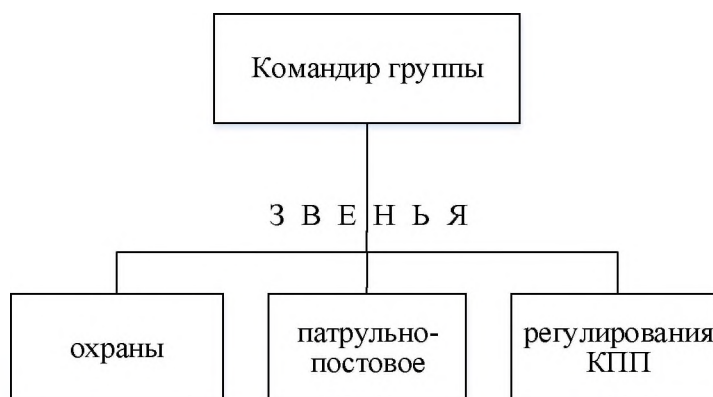 Командир группы
З В Е Н Ь Я
охраны
патрульно-
постовое
регулирования
КПП